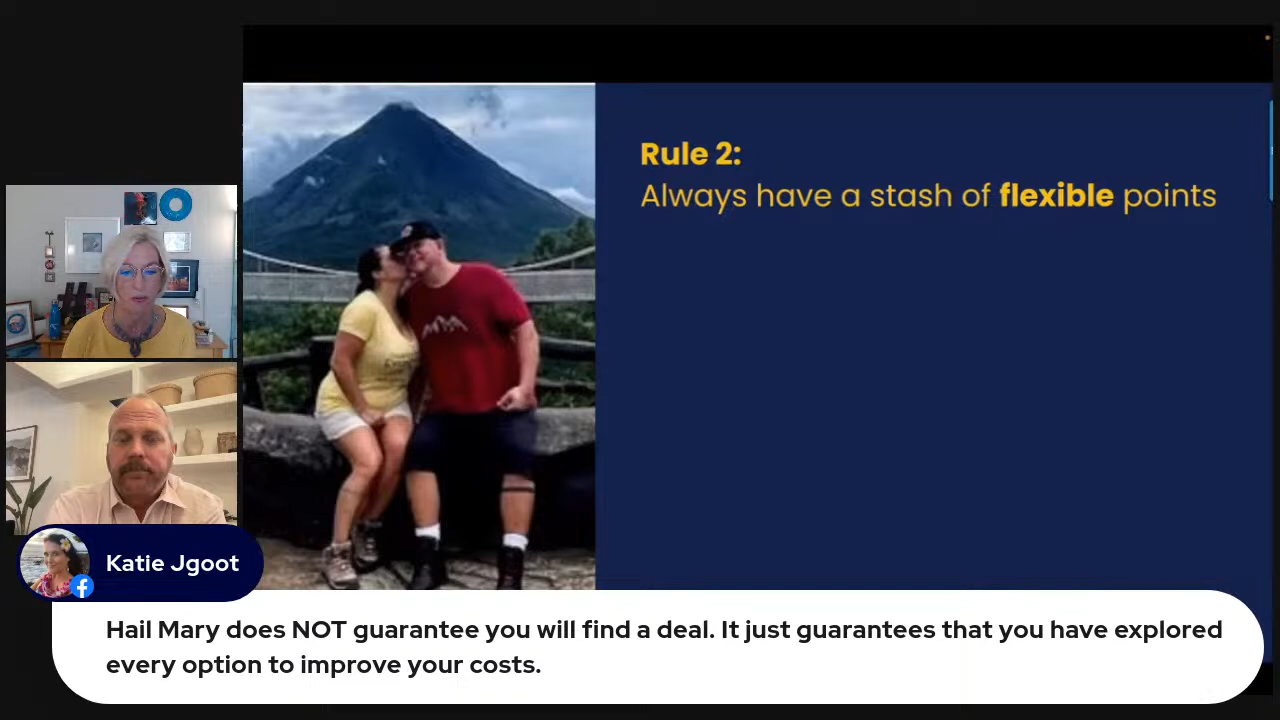 Rule 2:
Always have a stash of flexible points
Katie Jgoot
Hail Mary does NOT guarantee you will find a deal. It just guarantees that you have explored
every option to improve your costs.